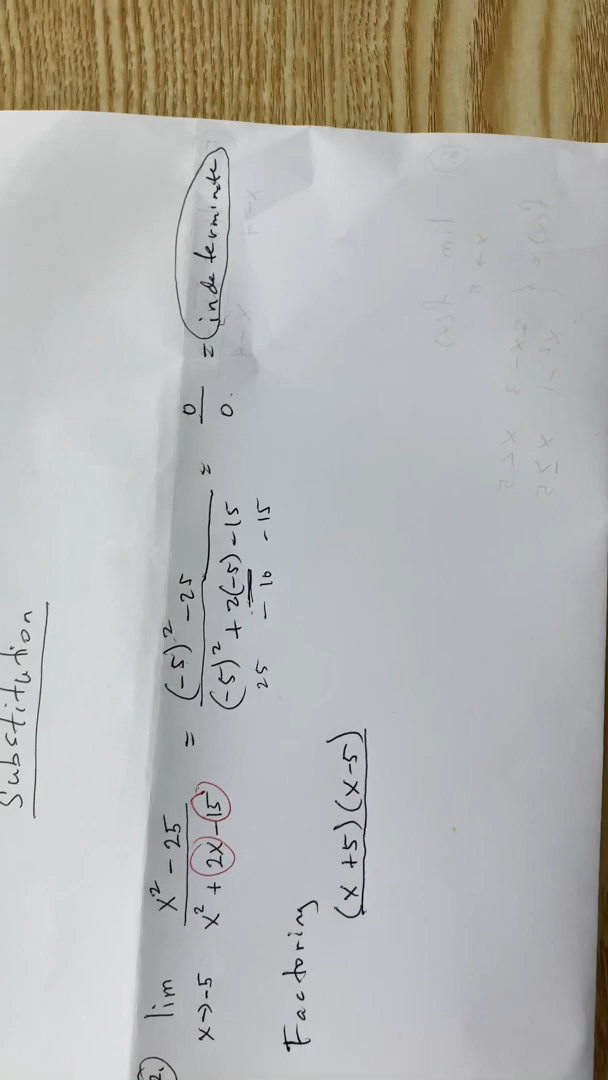 Substitution
2. lim x→-5 (x² - 25)/(x² + 2x - 15) = ((-5)² - 25)/((-5)² + 2(-5) - 15) = 0/0. = indeterminate
25 - 10 - 15
Factoring
(x + 5)(x - 5)